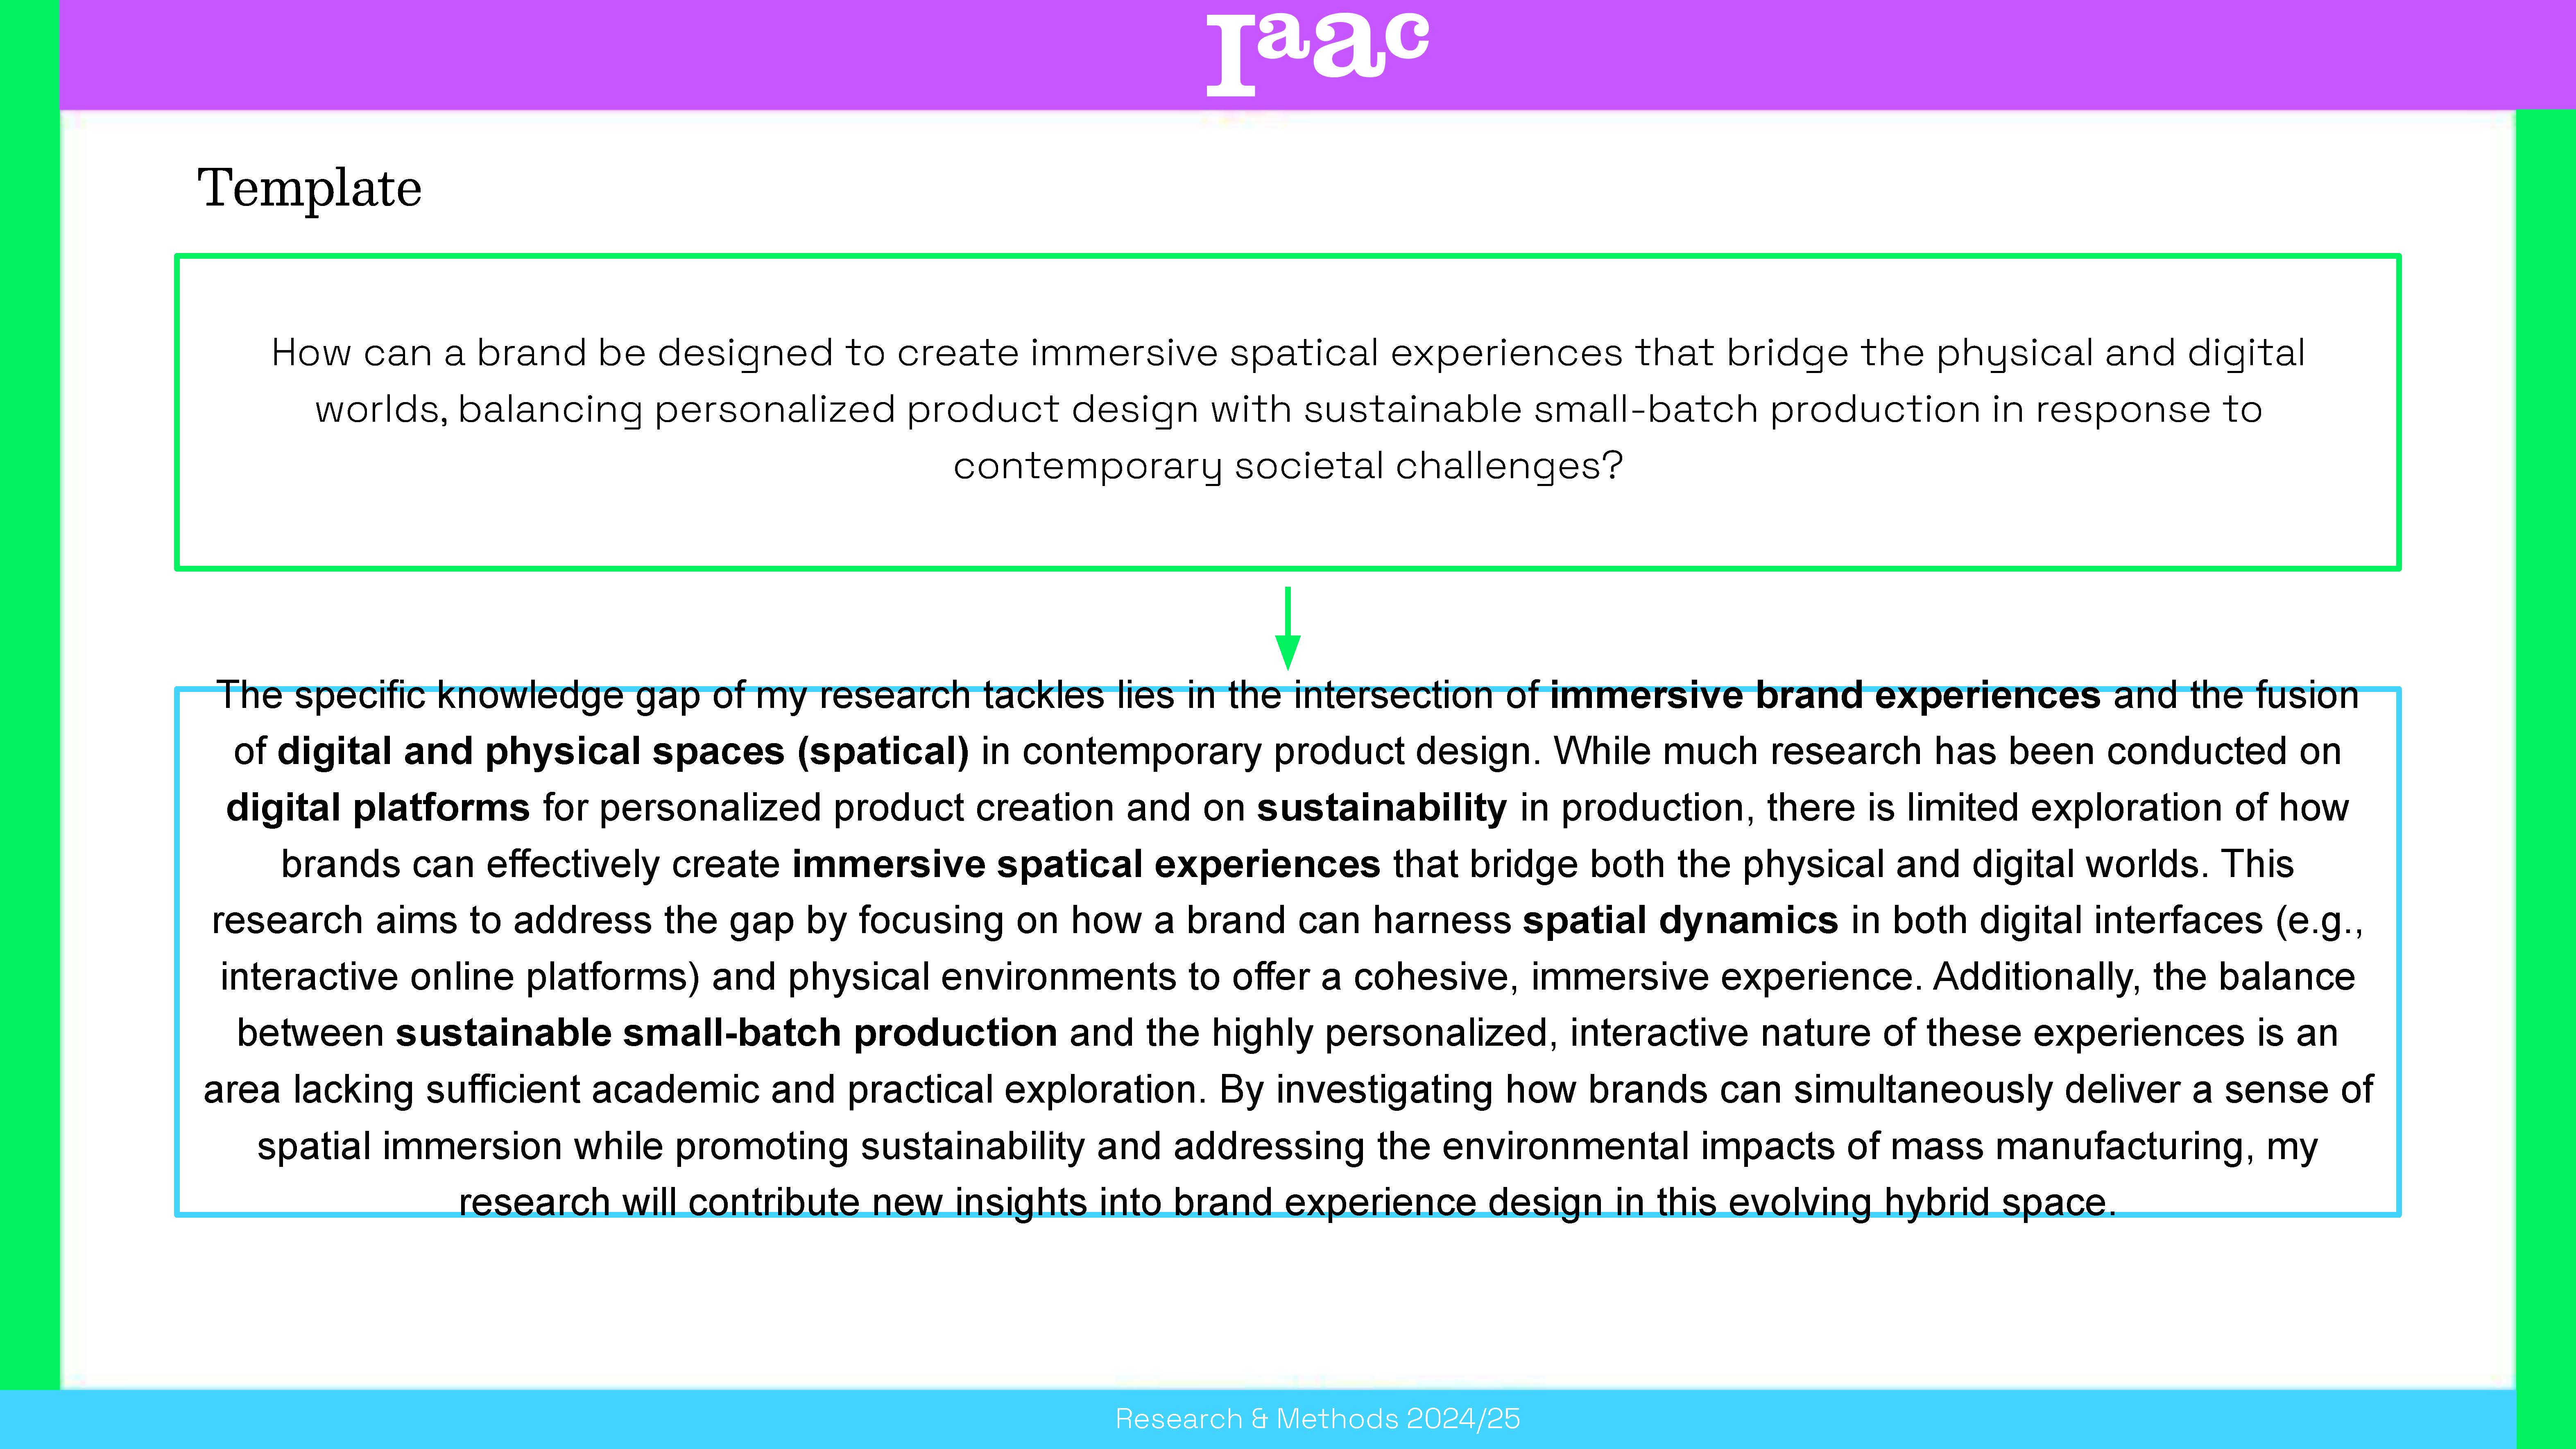 Iaac
Template
How can a brand be designed to create immersive spatical experiences that bridge the physical and digital
worlds, balancing personalized product design with sustainable small-batch production in response to
contemporary societal challenges?
The specific knowledge gap of my research tackles lies in the intersection of immersive brand experiences and the fusion
of digital and physical spaces (spatical) in contemporary product design. While much research has been conducted on
digital platforms for personalized product creation and on sustainability in production, there is limited exploration of how
brands can effectively create immersive spatical experiences that bridge both the physical and digital worlds. This
research aims to address the gap by focusing on how a brand can harness spatial dynamics in both digital interfaces (e.g.,
interactive online platforms) and physical environments to offer a cohesive, immersive experience. Additionally, the balance
between sustainable small-batch production and the highly personalized, interactive nature of these experiences is an
area lacking sufficient academic and practical exploration. By investigating how brands can simultaneously deliver a sense of
spatial immersion while promoting sustainability and addressing the environmental impacts of mass manufacturing, my
research will contribute new insights into brand experience design in this evolving hybrid space.
Research & Methods 2024/25